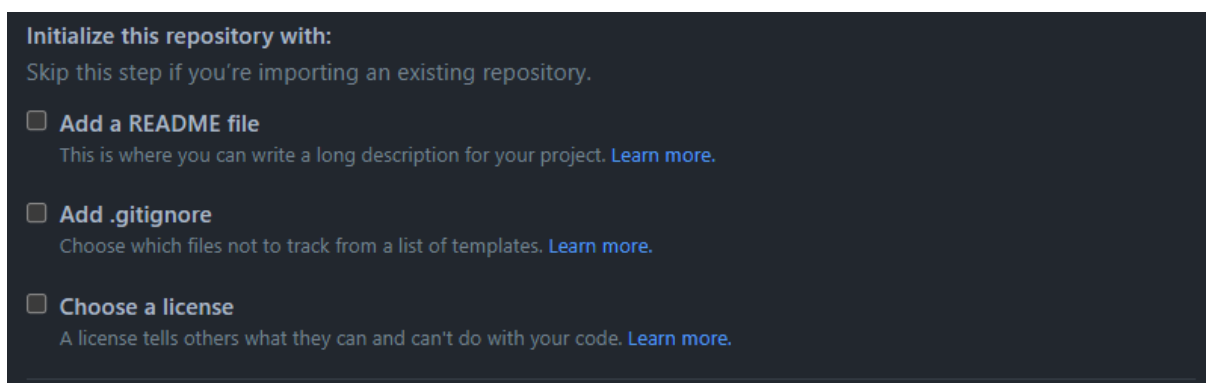 Initialize this repository with:
Skip this step if you’re importing an existing repository.
Add a README file
This is where you can write a long description for your project. Learn more.
Add .gitignore
Choose which files not to track from a list of templates. Learn more.
Choose a license
A license tells others what they can and can't do with your code. Learn more.